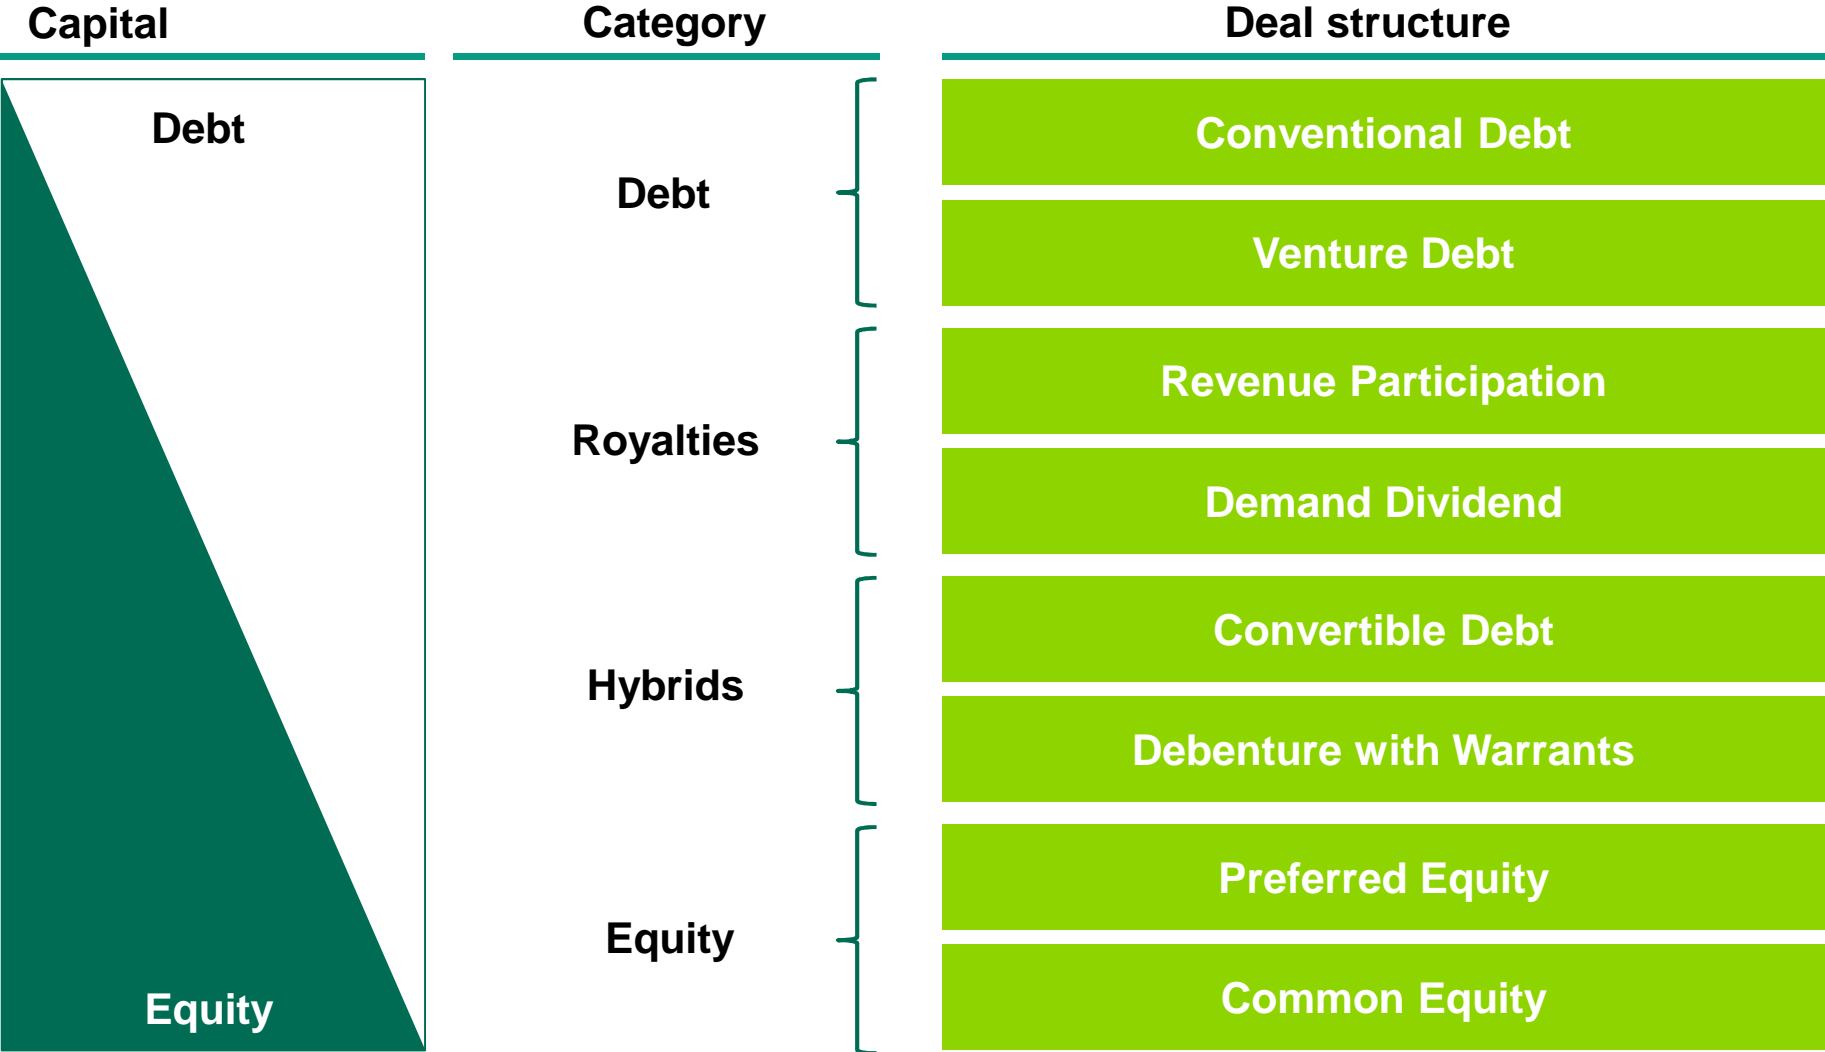 Capital
Category
Deal structure
Debt
Debt
Conventional Debt
Venture Debt
Royalties
Revenue Participation
Demand Dividend
Hybrids
Convertible Debt
Debenture with Warrants
Equity
Preferred Equity
Common Equity
Equity